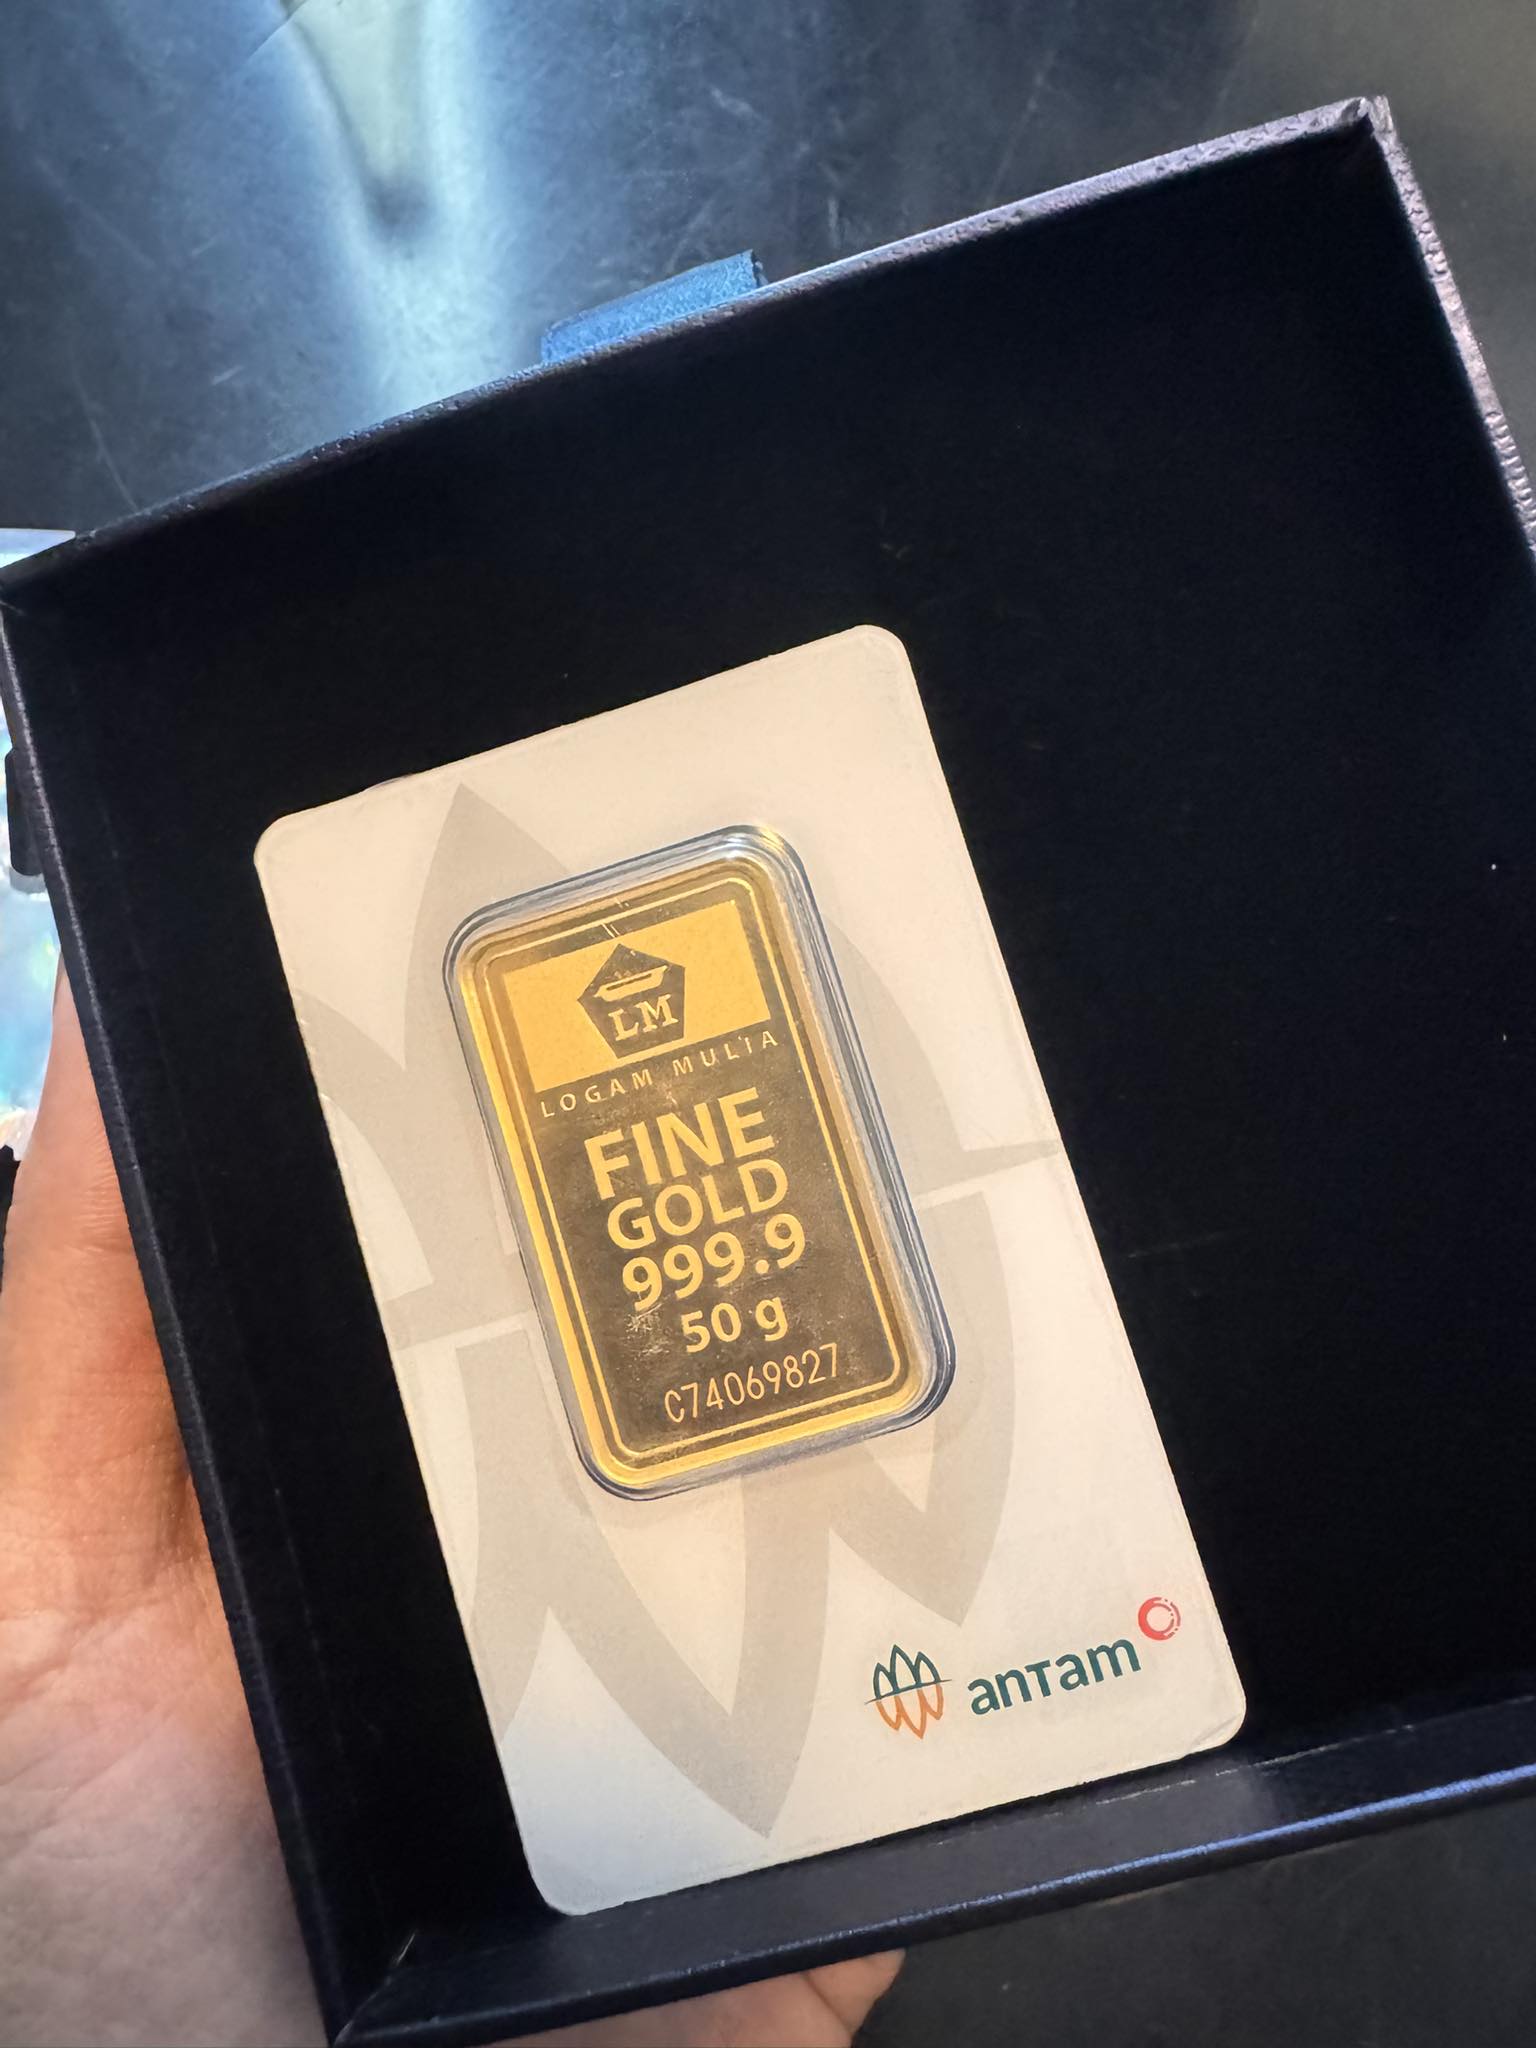 LM
LOGAM MULIA
FINE
GOLD
999.9
50 g
C74069827
antam